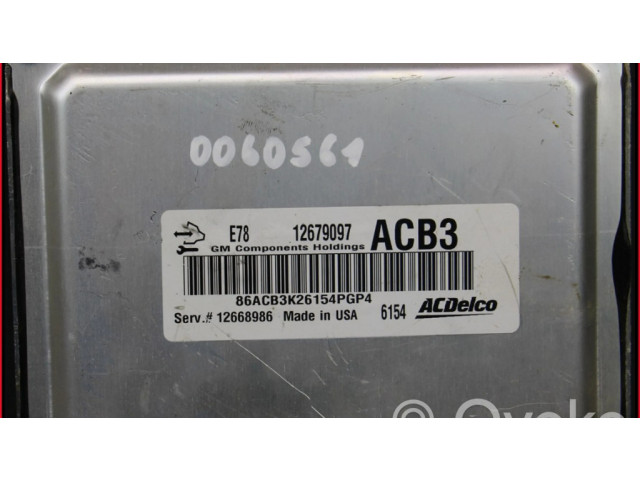 0060561
E78 12679097 ACB3
GM Components Holdings
86ACB3K26154PGP4
Serv.# 12668986 Made in USA 6154 ACDelco